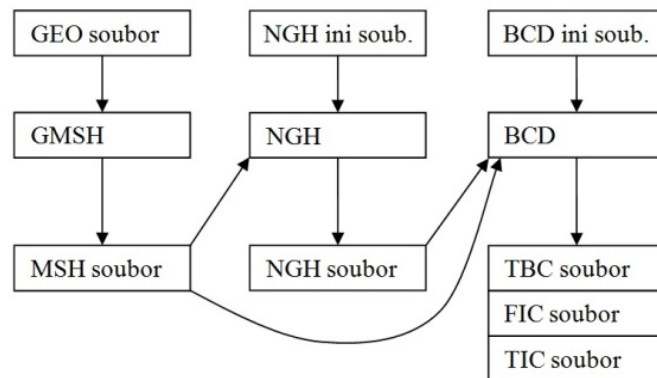 GEO soubor
NGH ini soub.
BCD ini soub.
GMSH
NGH
BCD
MSH soubor
NGH soubor
TBC soubor
FIC soubor
TIC soubor